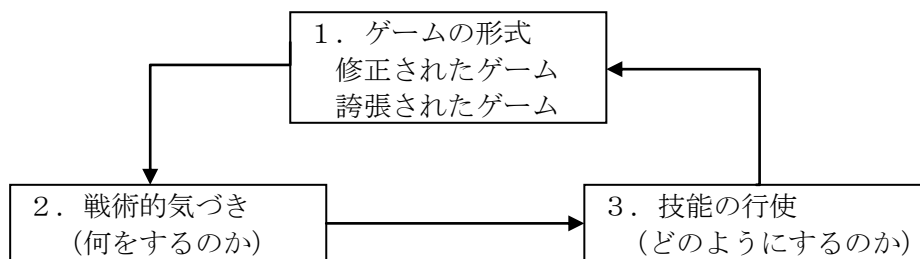 １．ゲームの形式
修正されたゲーム
誇張されたゲーム
２．戦術的気づき
（何をするのか）
３．技能の行使
（どのようにするのか）